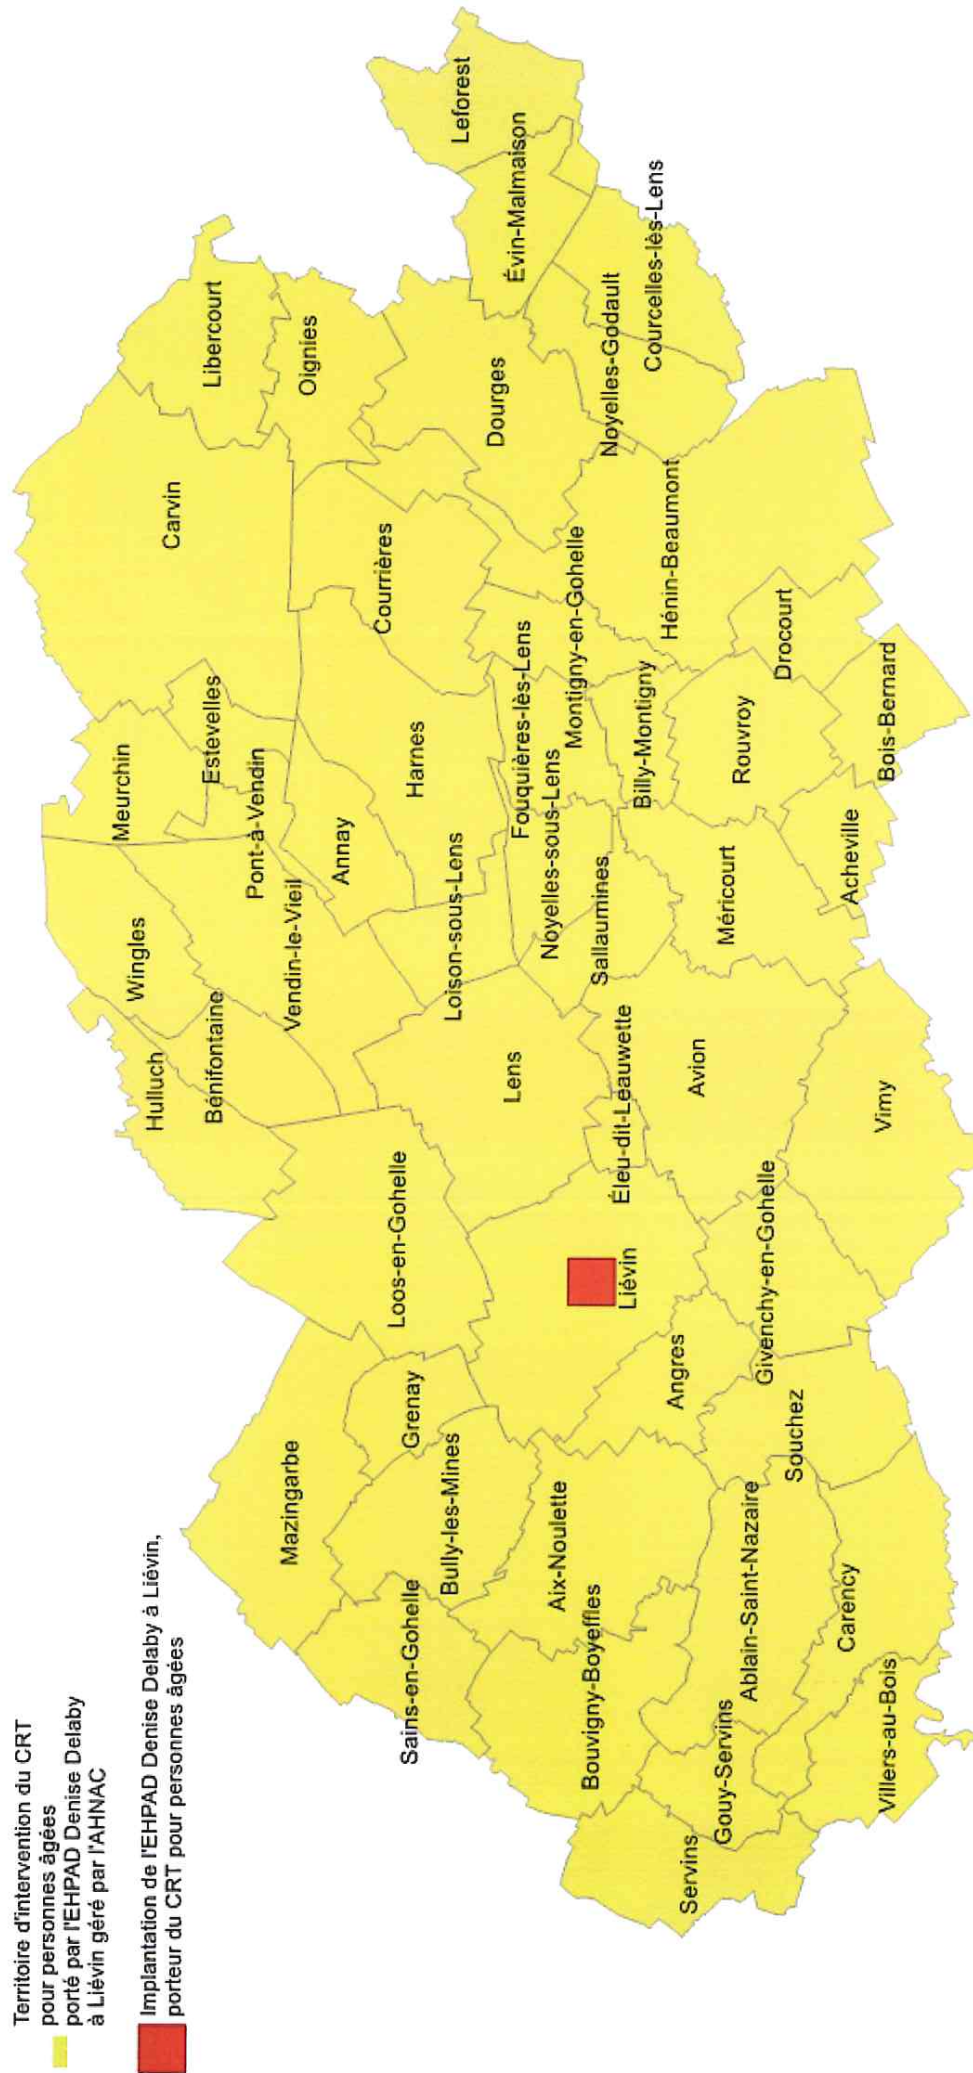 Territoire d'intervention du CRT
pour personnes âgées
porté par l'EHPAD Denise Delaby
à Liévin géré par l'AHNAC
Implantation de l'EHPAD Denise Delaby à Liévin,
porteur du CRT pour personnes âgées
Hulluch
Wingles
Meurchin
Carvin
Libercourt
Bénifontaine
Estevelles
Pont-à-Vendin
Vendin-le-Vieil
Oignies
Mazingarbe
Annay
Courrières
Loos-en-Gohelle
Grenay
Harnes
Sains-en-Gohelle
Bully-les-Mines
Loison-sous-Lens
Leforest
Dourges
Évin-Malmaison
Lens
Fouquières-lès-Lens
Noyelles-sous-Lens
Aix-Noulette
Montigny-en-Gohelle
Bouvigny-Boyeffles
Sallaumines
Noyelles-Godault
Liévin
Éleu-dit-Leauwette
Billy-Montigny
Courcelles-lès-Lens
Hénin-Beaumont
Angres
Servins
Avion
Méricourt
Rouvroy
Gouy-Servins
Ablain-Saint-Nazaire
Givenchy-en-Gohelle
Drocourt
Souchez
Carency
Acheville
Villers-au-Bois
Vimy
Bois-Bernard